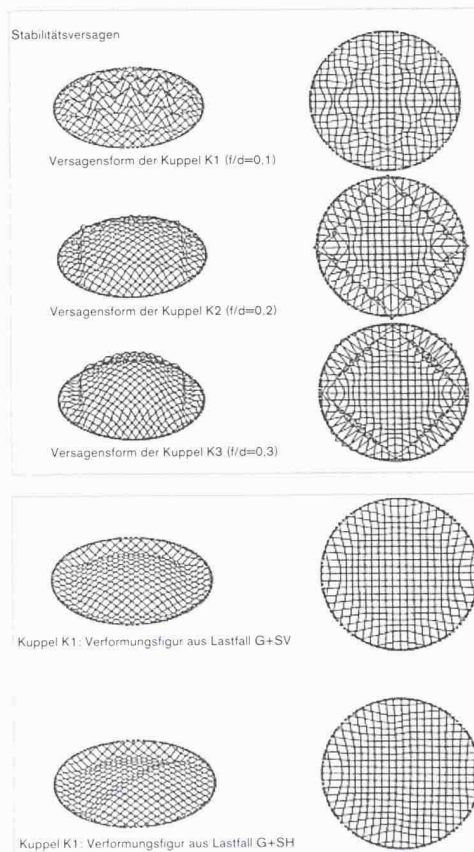 Stabilitätsversagen
Versagensform der Kuppel K1 (f/d=0,1)
Versagensform der Kuppel K2 (f/d=0,2)
Versagensform der Kuppel K3 (f/d=0,3)
Kuppel K1: Verformungsfigur aus Lastfall G+SV
Kuppel K1: Verformungsfigur aus Lastfall G+SH